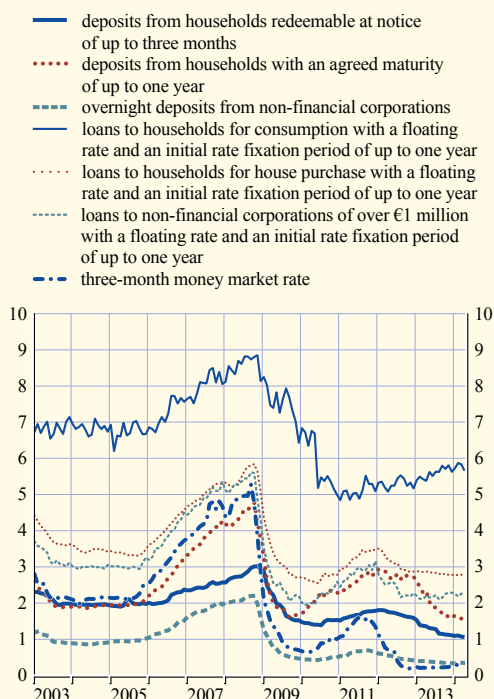 deposits from households redeemable at notice
of up to three months
deposits from households with an agreed maturity
of up to one year
overnight deposits from non-financial corporations
loans to households for consumption with a floating
rate and an initial rate fixation period of up to one year
loans to households for house purchase with a floating
rate and an initial rate fixation period of up to one year
loans to non-financial corporations of over €1 million
with a floating rate and an initial rate fixation period
of up to one year
three-month money market rate
10 10
9 9
8 8
7 7
6 6
5 5
4 4
3 3
2 2
1 1
0 0
2003 2005 2007 2009 2011 2013